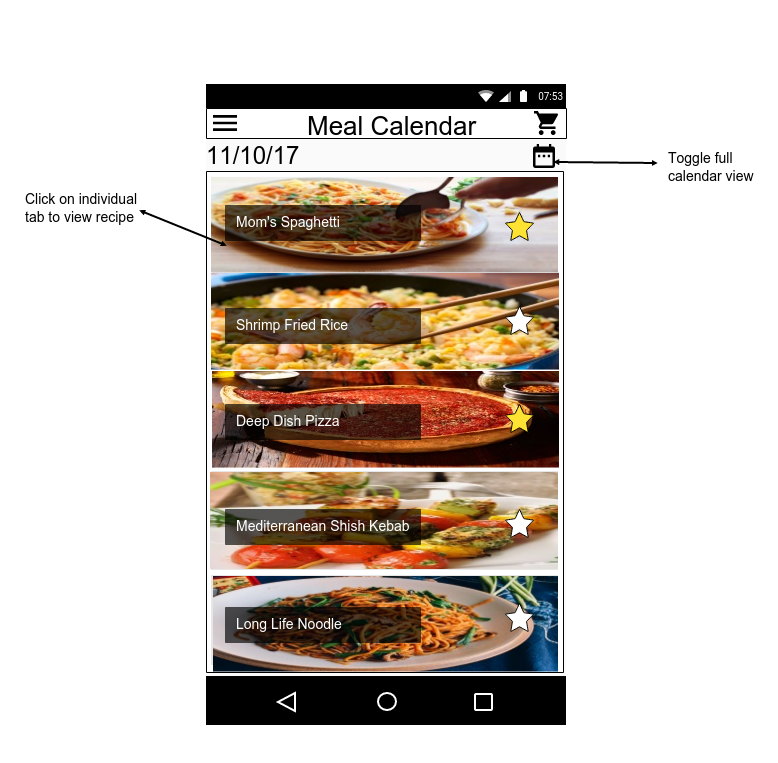 07:53
Meal Calendar
11/10/17
Toggle full
calendar view
Click on individual
tab to view recipe
Mom's Spaghetti
Shrimp Fried Rice
Deep Dish Pizza
Mediterranean Shish Kebab
Long Life Noodle